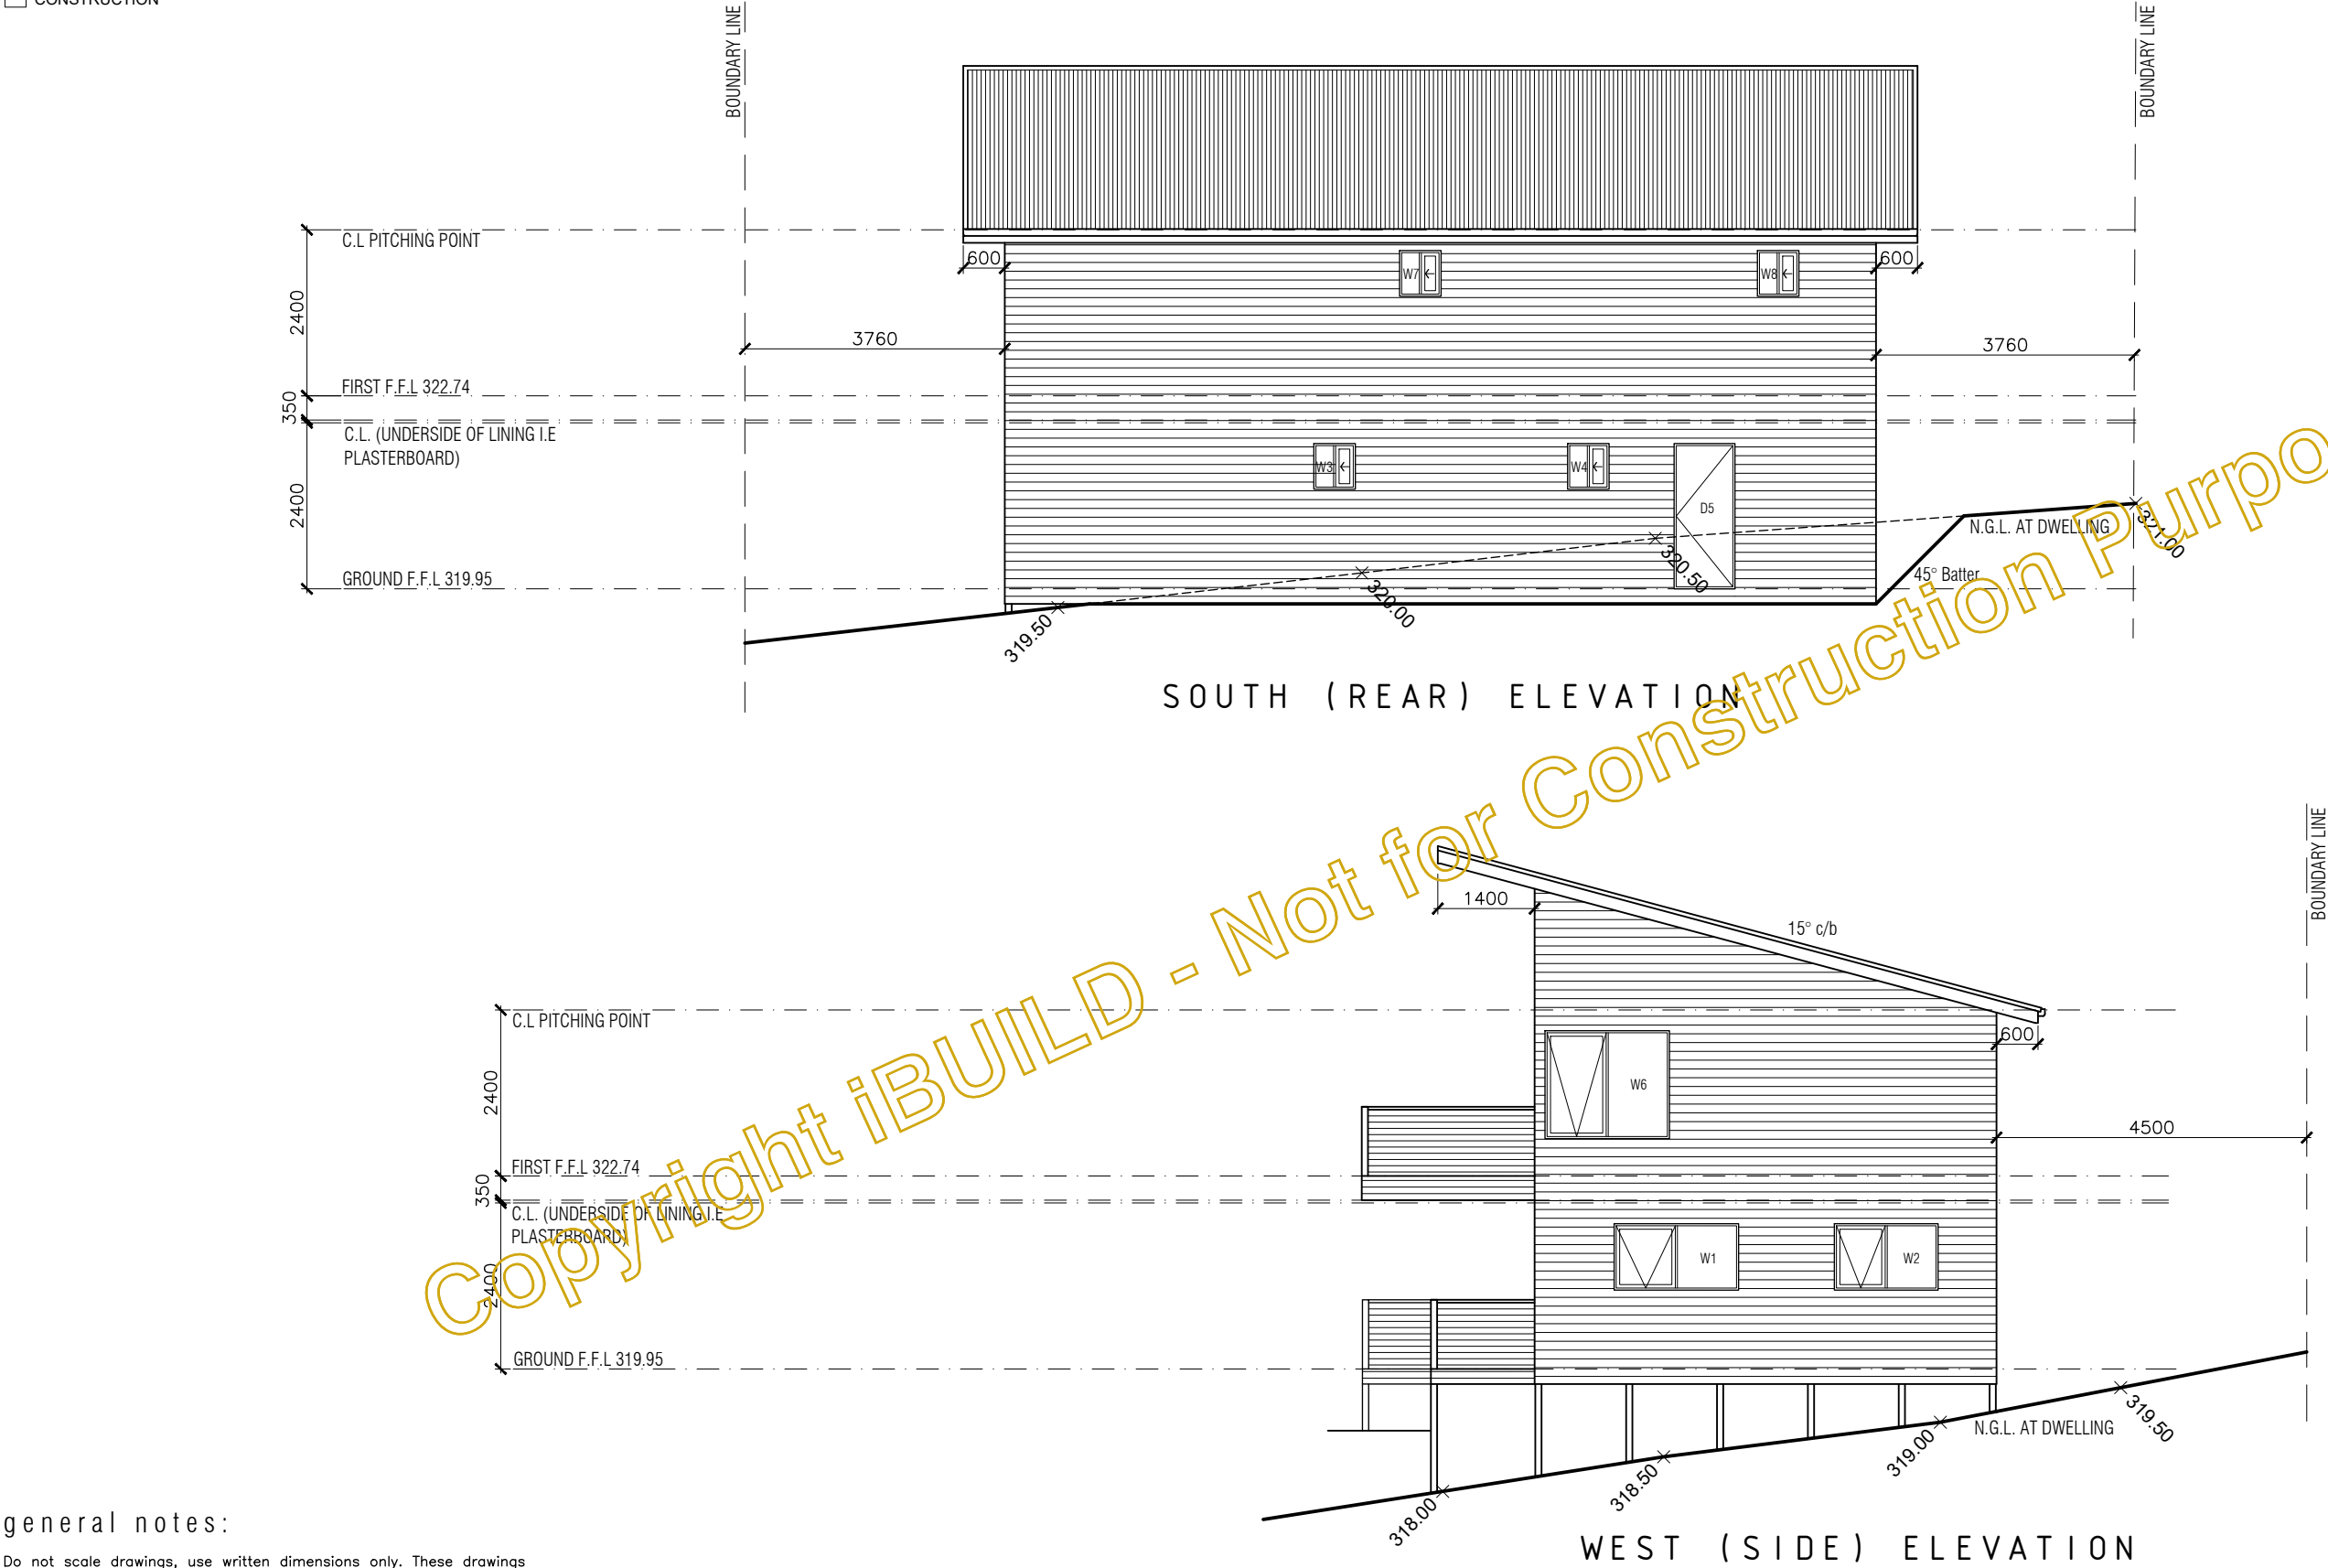 CONSTRUCTION
BOUNDARY LINE
BOUNDARY LINE
C.L PITCHING POINT
600
600
W7
W8
2400
3760
3760
FIRST F.F.L 322.74
350
C.L. (UNDERSIDE OF LINING I.E
PLASTERBOARD)
W3
W4
D5
2400
N.G.L. AT DWELLING
321.00
320.50
45° Batter
GROUND F.F.L 319.95
320.00
319.50
SOUTH (REAR) ELEVATION
Copyright iBUILD - Not for Construction Purpo
BOUNDARY LINE
1400
15° c/b
C.L PITCHING POINT
600
2400
W6
4500
FIRST F.F.L 322.74
350
C.L. (UNDERSIDE OF LINING I.E
PLASTERBOARD)
W1
W2
2400
GROUND F.F.L 319.95
319.50
N.G.L. AT DWELLING
319.00
318.50
318.00
WEST (SIDE) ELEVATION
general notes:
Do not scale drawings, use written dimensions only. These drawings